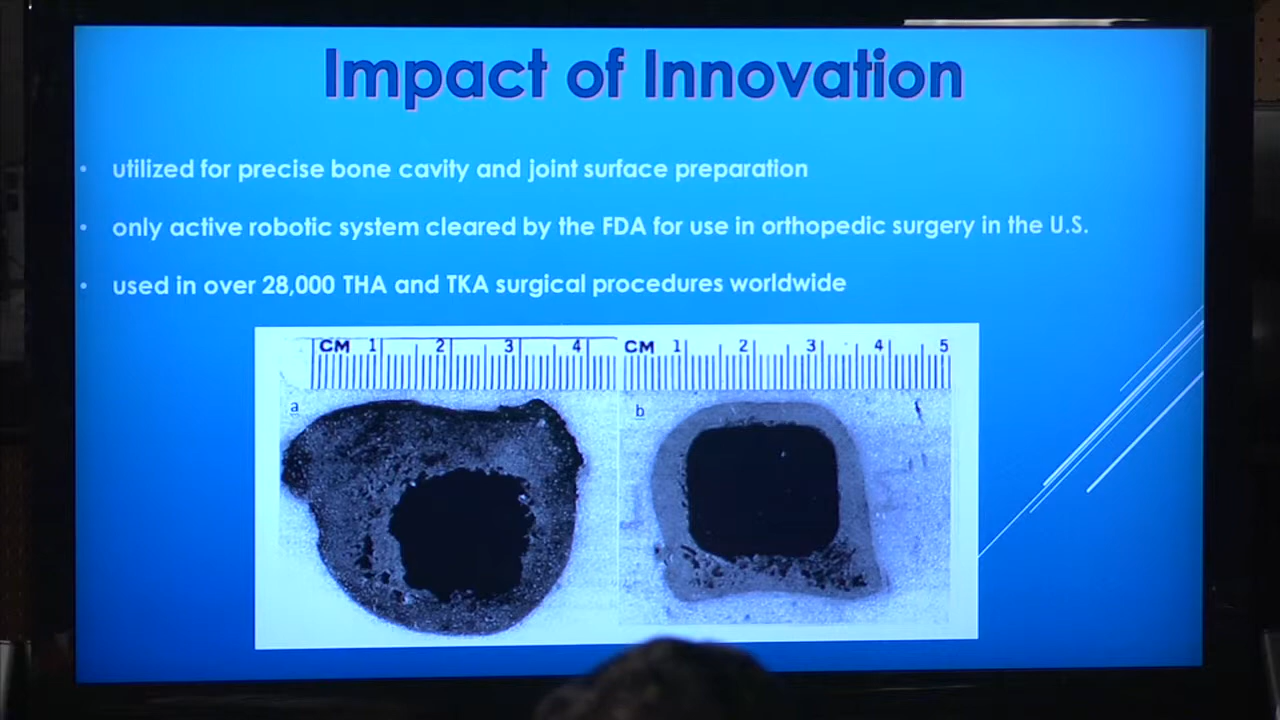 Impact of Innovation
• utilized for precise bone cavity and joint surface preparation
• only active robotic system cleared by the FDA for use in orthopedic surgery in the U.S.
• used in over 28,000 THA and TKA surgical procedures worldwide
CM 1 2 3 4 CM 1 2 3 4 5
a b